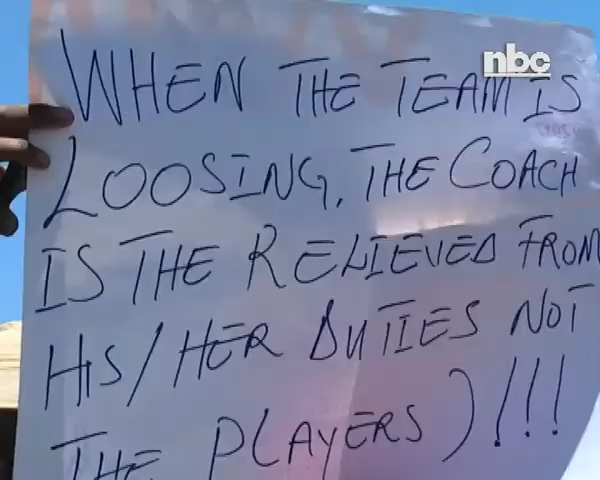 nbc
WHEN THE TEAM IS
LOOSING, THE COACH
IS THE RELIEVED FROM
HIS/HER DUTIES NOT
THE PLAYERS)!!!